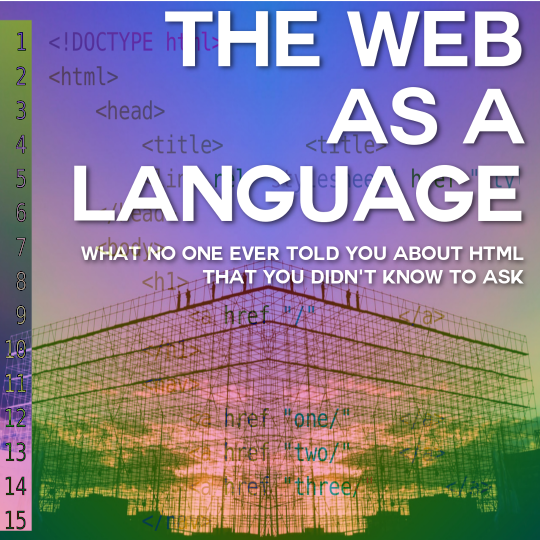 THE WEB
AS A
LANGUAGE
WHAT NO ONE EVER TOLD YOU ABOUT HTML
THAT YOU DIDN'T KNOW TO ASK
1 <!DOCTYPE html>
2 <html>
3 <head>
4 <title> <title>
5 href
6 </head>
7 <body>
8 <h1>
9 href "/" </a>
10
11
12 href "one/"
13 href "two/"
14 href "three/ </a>
15